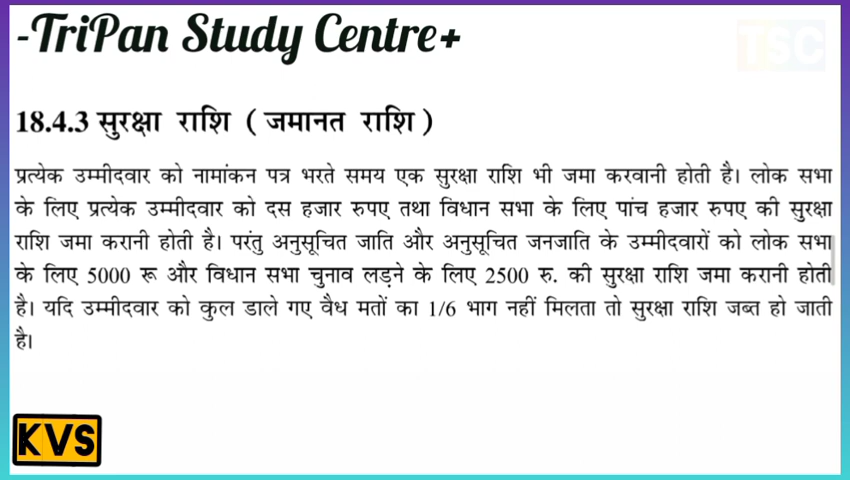 -TriPan Study Centre+
TSC
18.4.3 सुरक्षा राशि ( जमानत राशि )
प्रत्येक उम्मीदवार को नामांकन पत्र भरते समय एक सुरक्षा राशि भी जमा करवानी होती है। लोक सभा
के लिए प्रत्येक उम्मीदवार को दस हजार रुपए तथा विधान सभा के लिए पांच हजार रुपए की सुरक्षा
राशि जमा करानी होती है। परंतु अनुसूचित जाति और अनुसूचित जनजाति के उम्मीदवारों को लोक सभा
के लिए 5000 रू और विधान सभा चुनाव लड़ने के लिए 2500 रु. की सुरक्षा राशि जमा करानी होती
है। यदि उम्मीदवार को कुल डाले गए वैध मतों का 1/6 भाग नहीं मिलता तो सुरक्षा राशि जब्त हो जाती
है।
KVS